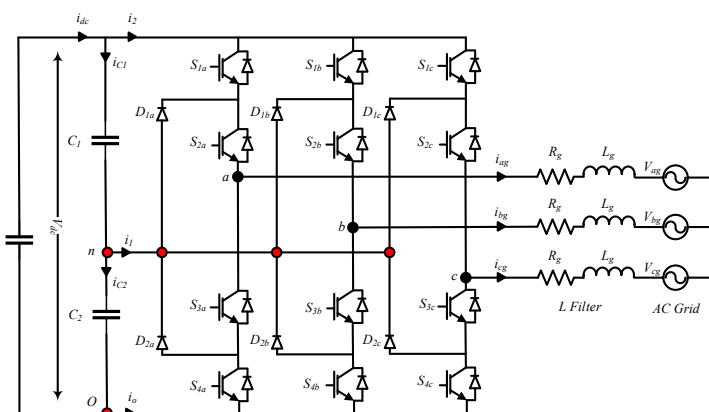 i_dc i_2
i_C1
S_1a S_1b S_1c
D_1a D_1b D_1c
C_1
S_2a S_2b S_2c
i_ag R_g L_g V_ag
a
V_dc
i_bg R_g L_g V_bg
b
n i_1
i_cg R_g L_g V_cg
c
i_C2
S_3a S_3b S_3c
L Filter AC Grid
C_2
D_2a D_2b D_2c
S_4a S_4b S_4c
O i_o